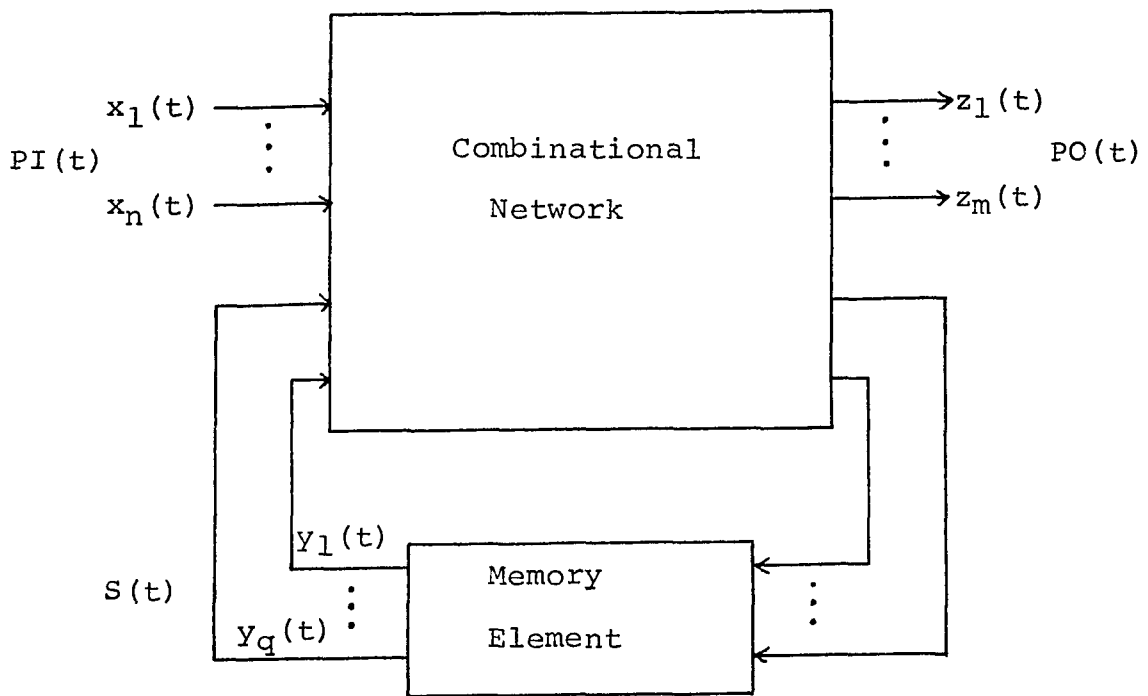 x1(t)
PI(t)
xn(t)
Combinational
Network
z1(t)
PO(t)
zm(t)
y1(t)
S(t)
yq(t)
Memory
Element